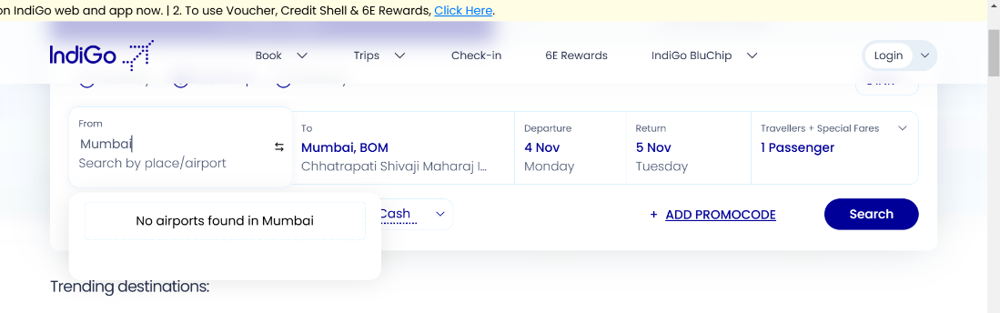 on IndiGo web and app now. | 2. To use Voucher, Credit Shell & 6E Rewards, Click Here.
IndiGo
Book Trips Check-in 6E Rewards IndiGo BluChip Login
From
Mumbai
Search by place/airport
To
Mumbai, BOM
Chhatrapati Shivaji Maharaj I...
Departure
4 Nov
Monday
Return
5 Nov
Tuesday
Travellers + Special Fares
1 Passenger
No airports found in Mumbai
Cash
+ ADD PROMOCODE
Search
Trending destinations: